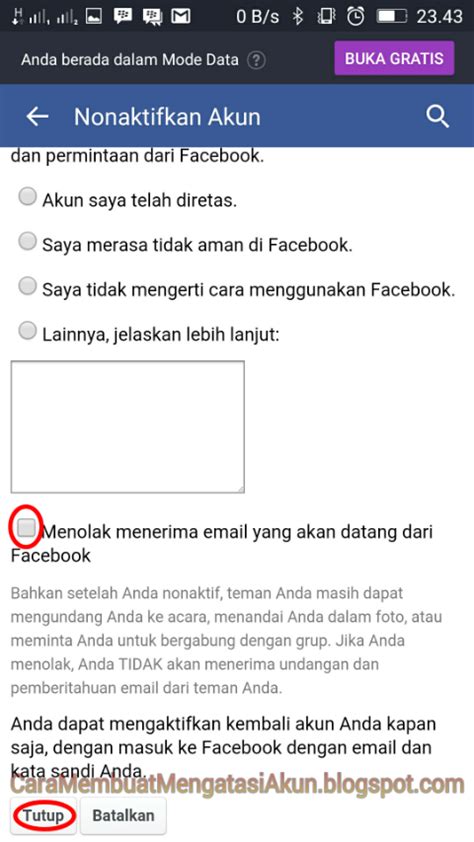 H 0 B/s 23.43
Anda berada dalam Mode Data ?
BUKA GRATIS
Nonaktifkan Akun
dan permintaan dari Facebook.
Akun saya telah diretas.
Saya merasa tidak aman di Facebook.
Saya tidak mengerti cara menggunakan Facebook.
Lainnya, jelaskan lebih lanjut:
Menolak menerima email yang akan datang dari
Facebook
Bahkan setelah Anda nonaktif, teman Anda masih dapat
mengundang Anda ke acara, menandai Anda dalam foto, atau
meminta Anda untuk bergabung dengan grup. Jika Anda
menolak, Anda TIDAK akan menerima undangan dan
pemberitahuan email dari teman Anda.
Anda dapat mengaktifkan kembali akun Anda kapan
saja, dengan masuk ke Facebook dengan email dan
kata sandi Anda.
CaraMembuatMengatasiAkun.blogspot.com
Tutup
Batalkan